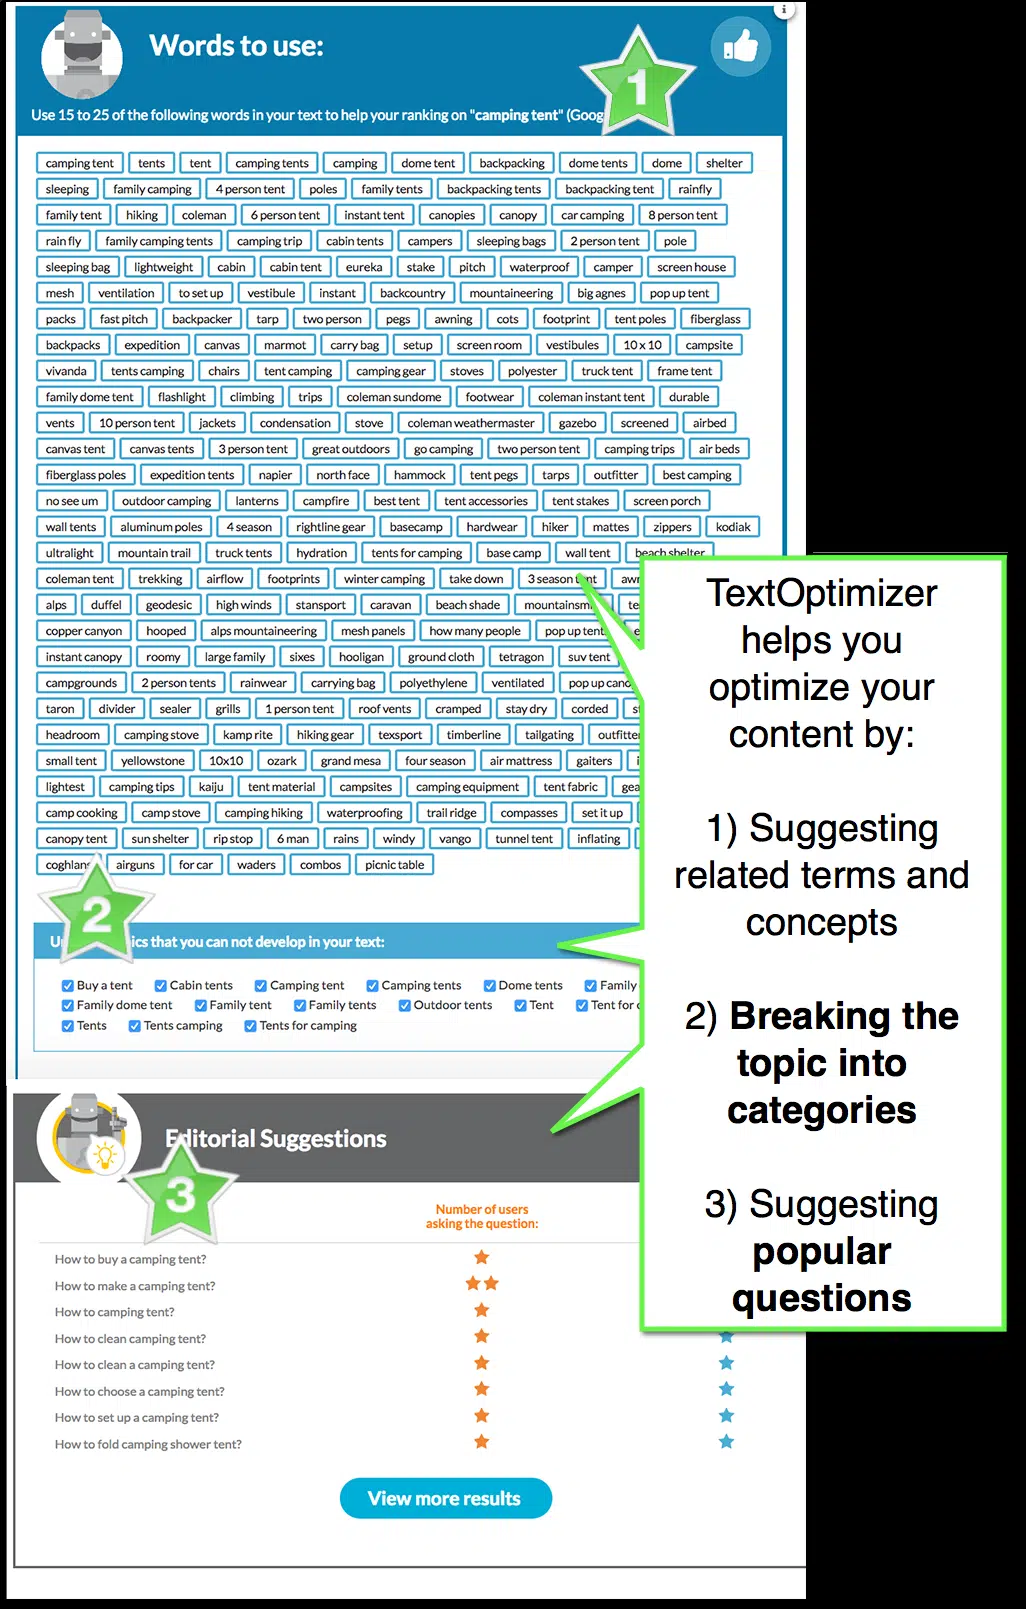 i
Words to use:
1
Use 15 to 25 of the following words in your text to help your ranking on "camping tent" (Goog
camping tent tents tent camping tents camping dome tent backpacking dome tents dome shelter
sleeping family camping 4 person tent poles family tents backpacking tents backpacking tent rainfly
family tent hiking coleman 6 person tent instant tent canopies canopy car camping 8 person tent
rain fly family camping tents camping trip cabin tents campers sleeping bags 2 person tent pole
sleeping bag lightweight cabin cabin tent eureka stake pitch waterproof camper screen house
mesh ventilation to set up vestibule instant backcountry mountaineering big agnes pop up tent
packs fast pitch backpacker tarp two person pegs awning cots footprint tent poles fiberglass
backpacks expedition canvas marmot carry bag setup screen room vestibules 10 x 10 campsite
vivanda tents camping chairs tent camping camping gear stoves polyester truck tent frame tent
family dome tent flashlight climbing trips coleman sundome footwear coleman instant tent durable
vents 10 person tent jackets condensation stove coleman weathermaster gazebo screened airbed
canvas tent canvas tents 3 person tent great outdoors go camping two person tent camping trips air beds
fiberglass poles expedition tents napier north face hammock tent pegs tarps outfitter best camping
no see um outdoor camping lanterns campfire best tent tent accessories tent stakes screen porch
wall tents aluminum poles 4 season rightline gear basecamp hardwear hiker mattes zippers kodiak
ultralight mountain trail truck tents hydration tents for camping base camp wall tent beach shelter
coleman tent trekking airflow footprints winter camping take down 3 season tent
alps duffel geodesic high winds stansport caravan beach shade
copper canyon hooped alps mountaineering mesh panels how many people pop up tent
instant canopy roomy large family sixes hooligan ground cloth tetragon suv tent
campgrounds 2 person tents rainwear carrying bag polyethylene ventilated pop up cano
taron divider sealer grills 1 person tent roof vents cramped stay dry corded
headroom camping stove kamp rite hiking gear texsport timberline tailgating outfitte
small tent yellowstone 10x10 ozark grand mesa four season air mattress gaiters
lightest camping tips kaiju tent material campsites camping equipment tent fabric gea
camp cooking camp stove camping hiking waterproofing trail ridge compasses set it up
canopy tent sun shelter rip stop 6 man rains windy vango tunnel tent inflating
coghlans airguns for car waders combos picnic table
2
ics that you can not develop in your text:
Buy a tent Cabin tents Camping tent Camping tents Dome tents Family
Family dome tent Family tent Family tents Outdoor tents Tent Tent for
Tents Tents camping Tents for camping
Editorial Suggestions
3
Number of users
asking the question:
How to buy a camping tent?
How to make a camping tent?
How to camping tent?
How to clean camping tent?
How to clean a camping tent?
How to choose a camping tent?
How to set up a camping tent?
How to fold camping shower tent?
View more results
TextOptimizer
helps you
optimize your
content by:
1) Suggesting
related terms and
concepts
2) Breaking the
topic into
categories
3) Suggesting
popular
questions